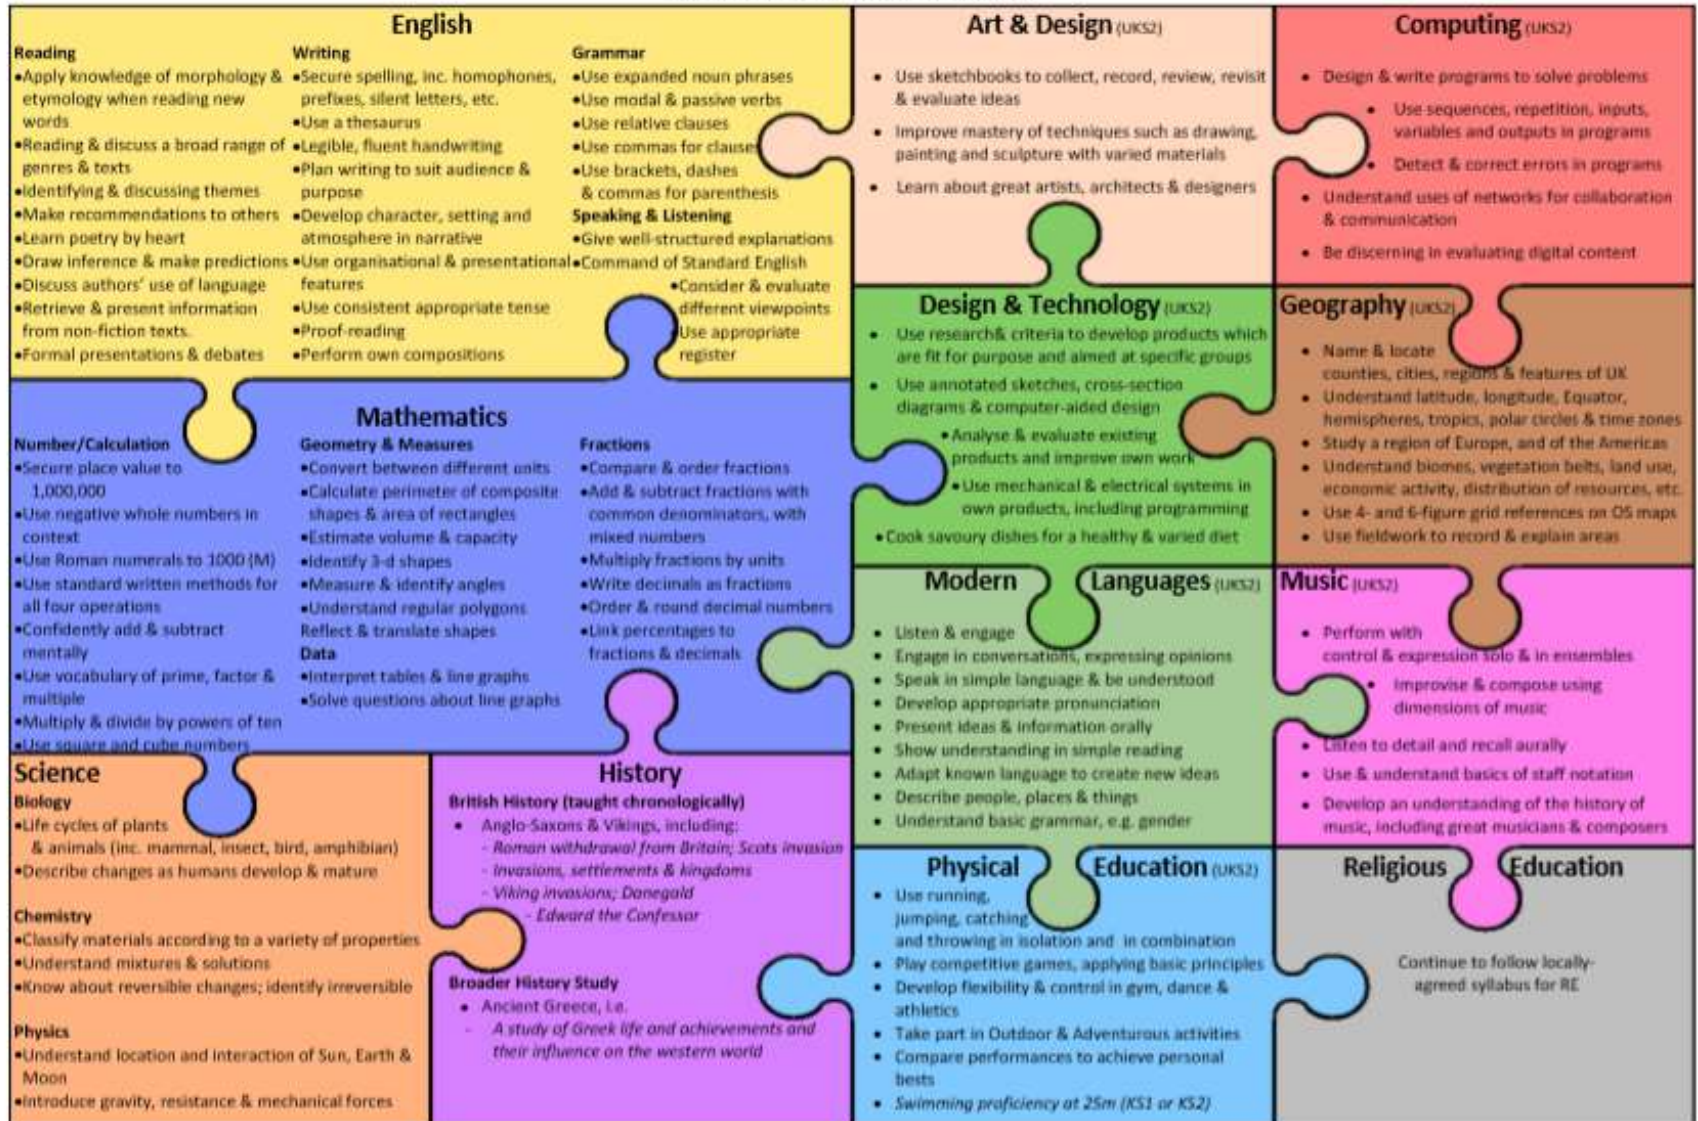 English
Reading
•Apply knowledge of morphology &
etymology when reading new
words
•Reading & discuss a broad range of
genres & texts
•Identifying & discussing themes
•Make recommendations to others
•Learn poetry by heart
•Draw inference & make predictions
•Discuss authors' use of language
•Retrieve & present information
from non-fiction texts.
•Formal presentations & debates
Writing
•Secure spelling, inc. homophones,
prefixes, silent letters, etc.
•Use a thesaurus
•Legible, fluent handwriting
•Plan writing to suit audience &
purpose
•Develop character, setting and
atmosphere in narrative
•Use organisational & presentational
features
•Use consistent appropriate tense
•Proof-reading
•Perform own compositions
Grammar
•Use expanded noun phrases
•Use modal & passive verbs
•Use relative clauses
•Use commas for clauses
•Use brackets, dashes
& commas for parenthesis
Speaking & Listening
•Give well-structured explanations
•Command of Standard English
•Consider & evaluate
different viewpoints
Use appropriate
register
Art & Design (UKS2)
• Use sketchbooks to collect, record, review, revisit
& evaluate ideas
• Improve mastery of techniques such as drawing,
painting and sculpture with varied materials
• Learn about great artists, architects & designers
Computing (UKS2)
• Design & write programs to solve problems
• Use sequences, repetition, inputs,
variables and outputs in programs
• Detect & correct errors in programs
• Understand uses of networks for collaboration
& communication
• Be discerning in evaluating digital content
Mathematics
Number/Calculation
•Secure place value to
1,000,000
•Use negative whole numbers in
context
•Use Roman numerals to 1000 (M)
•Use standard written methods for
all four operations
•Confidently add & subtract
mentally
•Use vocabulary of prime, factor &
multiple
•Multiply & divide by powers of ten
•Use square and cube numbers
Geometry & Measures
•Convert between different units
•Calculate perimeter of composite
shapes & area of rectangles
•Estimate volume & capacity
•Identify 3-d shapes
•Measure & identify angles
•Understand regular polygons
Reflect & translate shapes
Data
•Interpret tables & line graphs
•Solve questions about line graphs
Fractions
•Compare & order fractions
•Add & subtract fractions with
common denominators, with
mixed numbers
•Multiply fractions by units
•Write decimals as fractions
•Order & round decimal numbers
•Link percentages to
fractions & decimals
Design & Technology (UKS2)
• Use research& criteria to develop products which
are fit for purpose and aimed at specific groups
• Use annotated sketches, cross-section
diagrams & computer-aided design
•Analyse & evaluate existing
products and improve own work
•Use mechanical & electrical systems in
own products, including programming
•Cook savoury dishes for a healthy & varied diet
Geography (UKS2)
• Name & locate
counties, cities, regions & features of UK
• Understand latitude, longitude, Equator,
hemispheres, tropics, polar circles & time zones
• Study a region of Europe, and of the Americas
• Understand biomes, vegetation belts, land use,
economic activity, distribution of resources, etc.
• Use 4- and 6-figure grid references on OS maps
• Use fieldwork to record & explain areas
Modern Languages (UKS2)
• Listen & engage
• Engage in conversations, expressing opinions
• Speak in simple language & be understood
• Develop appropriate pronunciation
• Present ideas & information orally
• Show understanding in simple reading
• Adapt known language to create new ideas
• Describe people, places & things
• Understand basic grammar, e.g. gender
Music (UKS2)
• Perform with
control & expression solo & in ensembles
• Improvise & compose using
dimensions of music
• Listen to detail and recall aurally
• Use & understand basics of staff notation
• Develop an understanding of the history of
music, including great musicians & composers
Science
Biology
•Life cycles of plants
& animals (inc. mammal, insect, bird, amphibian)
•Describe changes as humans develop & mature
Chemistry
•Classify materials according to a variety of properties
•Understand mixtures & solutions
•Know about reversible changes; identify irreversible
Physics
•Understand location and interaction of Sun, Earth &
Moon
•Introduce gravity, resistance & mechanical forces
History
British History (taught chronologically)
• Anglo-Saxons & Vikings, including:
- Roman withdrawal from Britain; Scots invasion
- Invasions, settlements & kingdoms
- Viking invasions; Danegald
- Edward the Confessor
Broader History Study
• Ancient Greece, i.e.
- A study of Greek life and achievements and
their influence on the western world
Physical Education (UKS2)
• Use running,
jumping, catching
and throwing in isolation and in combination
• Play competitive games, applying basic principles
• Develop flexibility & control in gym, dance &
athletics
• Take part in Outdoor & Adventurous activities
• Compare performances to achieve personal
bests
• Swimming proficiency at 25m (KS1 or KS2)
Religious Education
Continue to follow locally-
agreed syllabus for RE